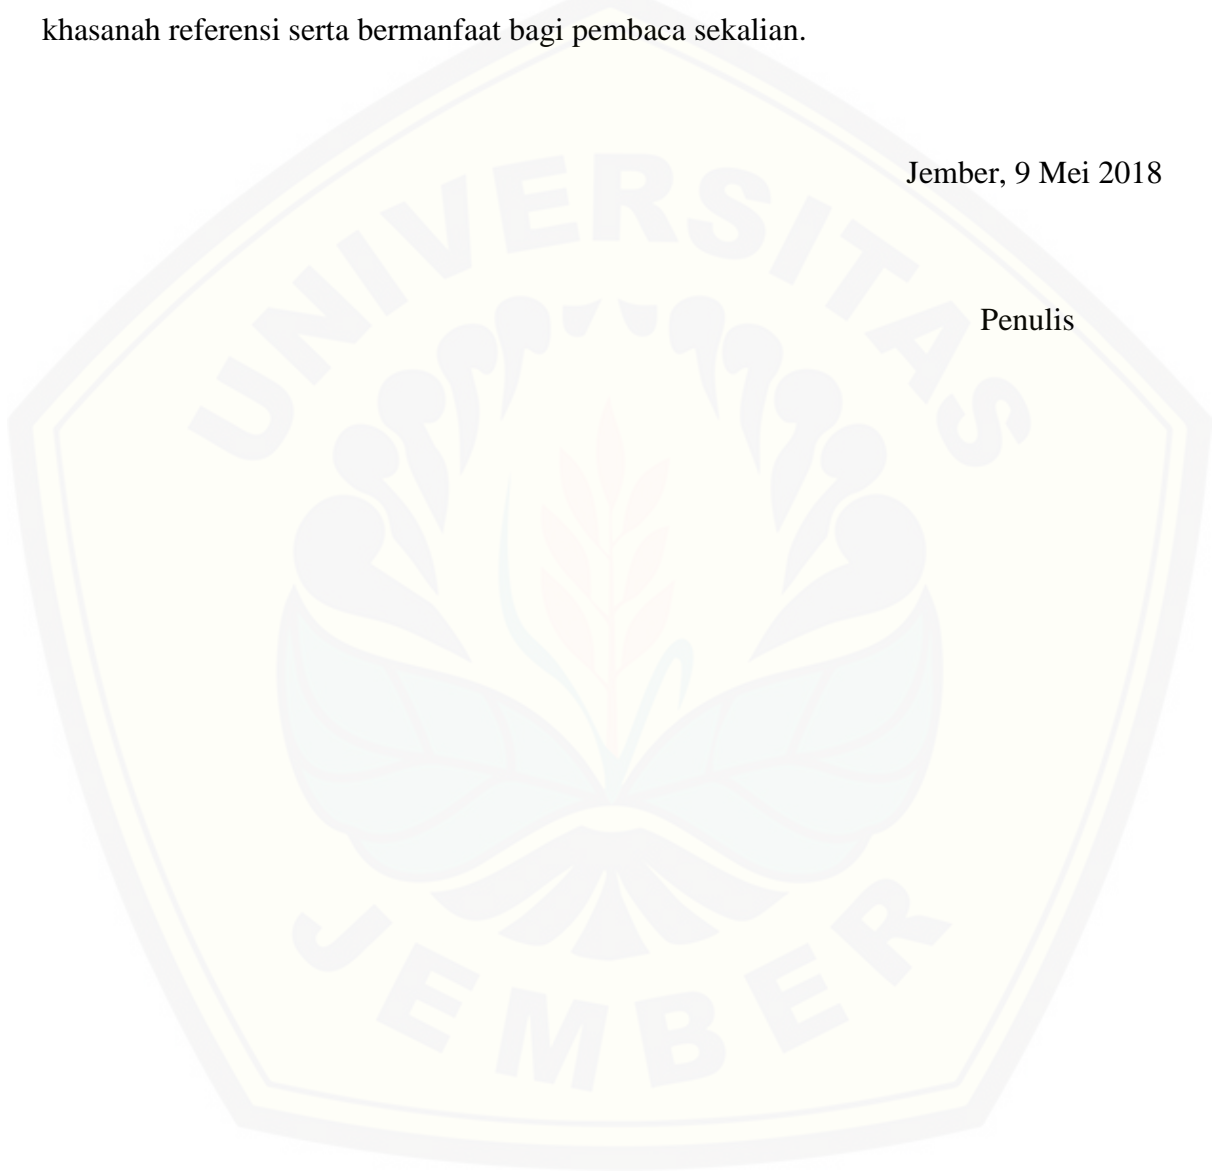 khasanah referensi serta bermanfaat bagi pembaca sekalian.
Jember, 9 Mei 2018
Penulis
UNIVERSITAS
JEMBER